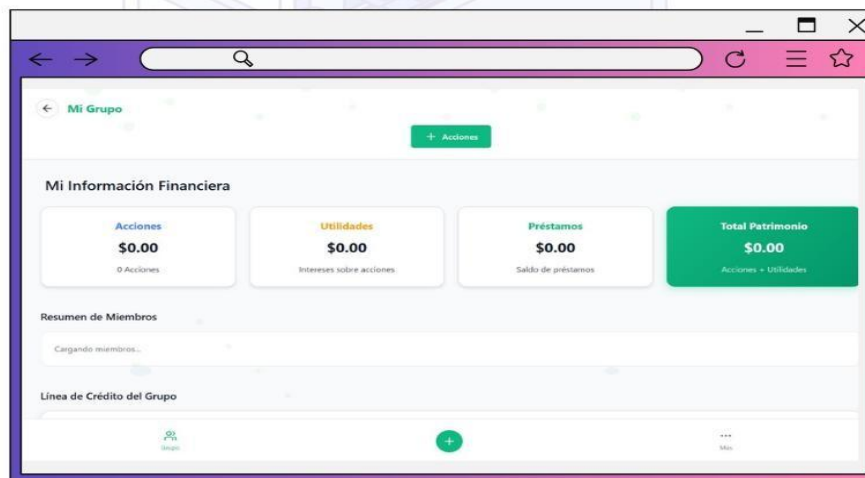 Mi Grupo
+ Acciones
Mi Información Financiera
Acciones
$0.00
0 Acciones
Utilidades
$0.00
Intereses sobre acciones
Préstamos
$0.00
Saldo de préstamos
Total Patrimonio
$0.00
Acciones + Utilidades
Resumen de Miembros
Cargando miembros...
Línea de Crédito del Grupo
Grupo
Más